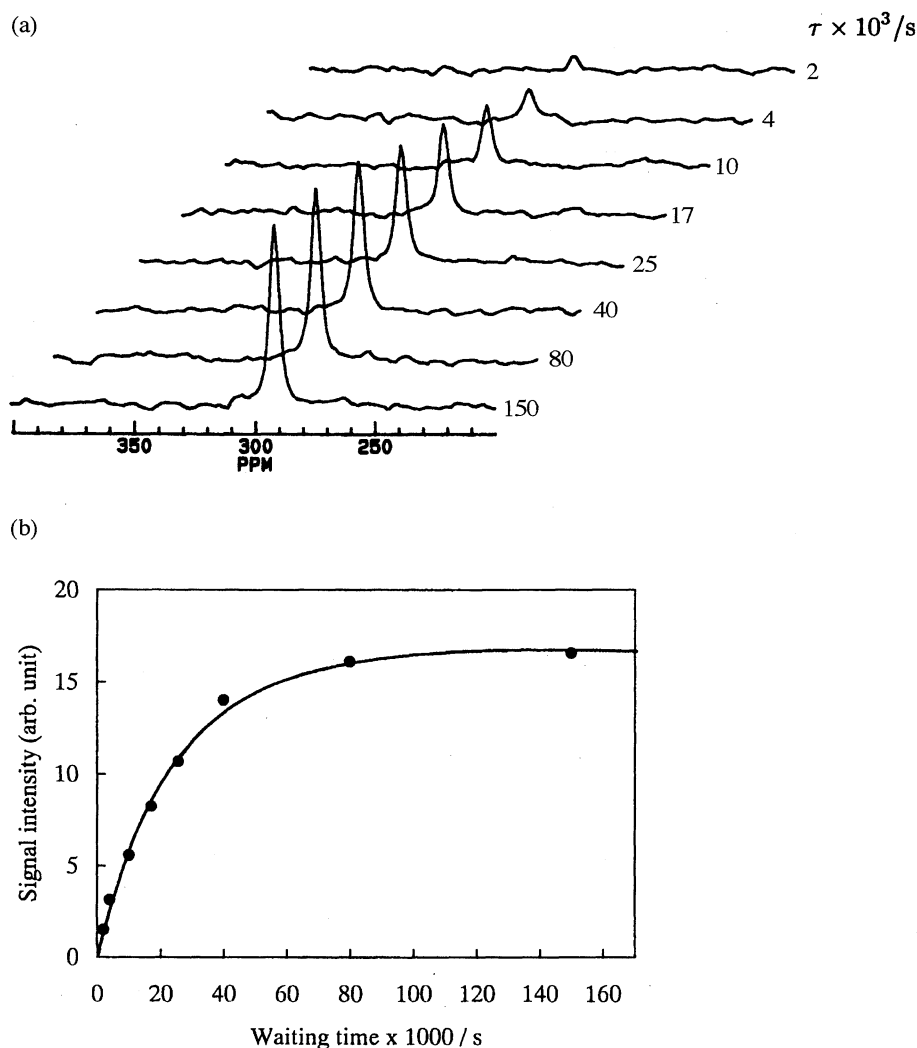 (a)
τ × 10³/s
2
4
10
17
25
40
80
150
350 300 250
PPM
(b)
20
15
10
5
0
Signal intensity (arb. unit)
0 20 40 60 80 100 120 140 160
Waiting time x 1000 / s